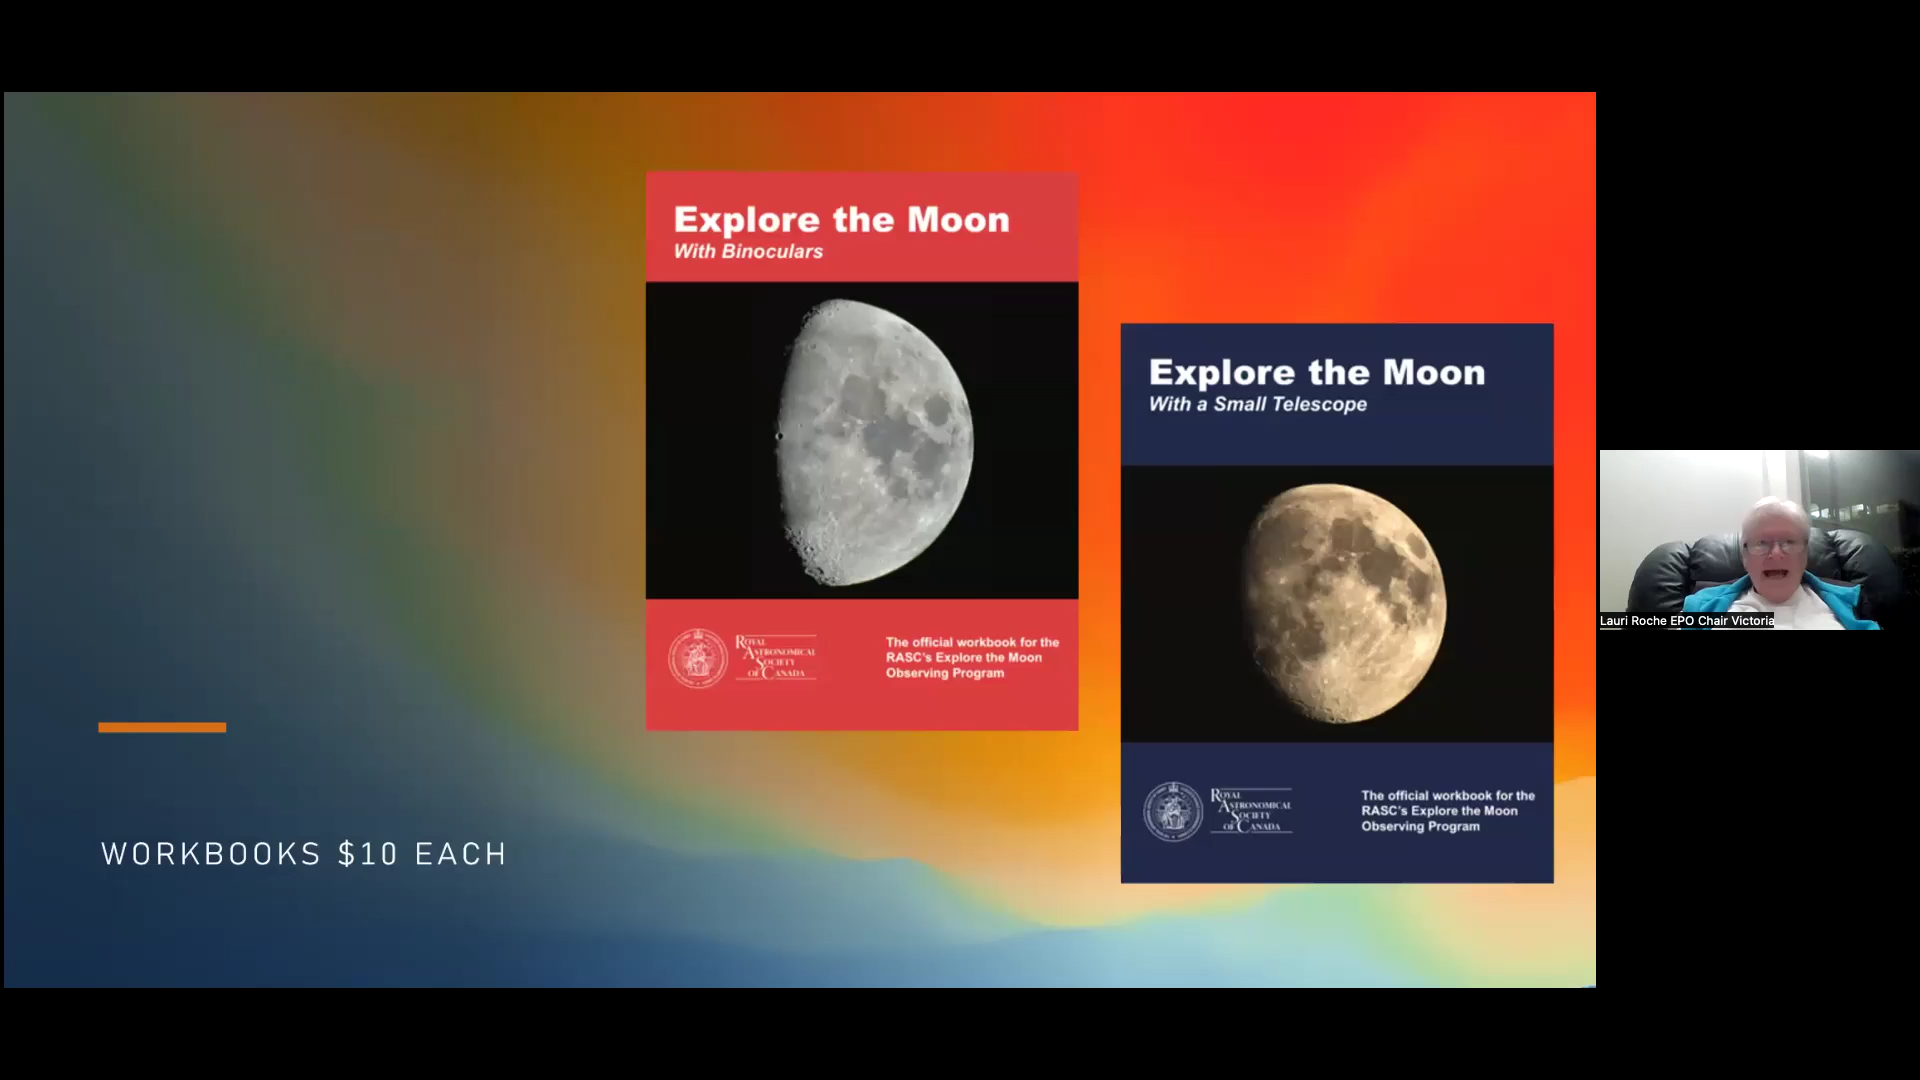 Explore the Moon
With Binoculars
ROYAL
ASTRONOMICAL
SOCIETY
OF CANADA
The official workbook for the
RASC's Explore the Moon
Observing Program
Explore the Moon
With a Small Telescope
ROYAL
ASTRONOMICAL
SOCIETY
OF CANADA
The official workbook for the
RASC's Explore the Moon
Observing Program
WORKBOOKS $10 EACH
Lauri Roche EPO Chair Victoria